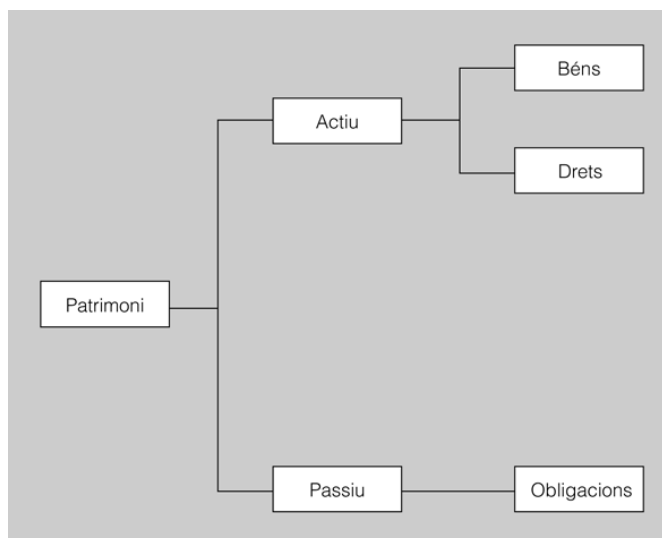 Béns
Actiu
Drets
Patrimoni
Passiu
Obligacions